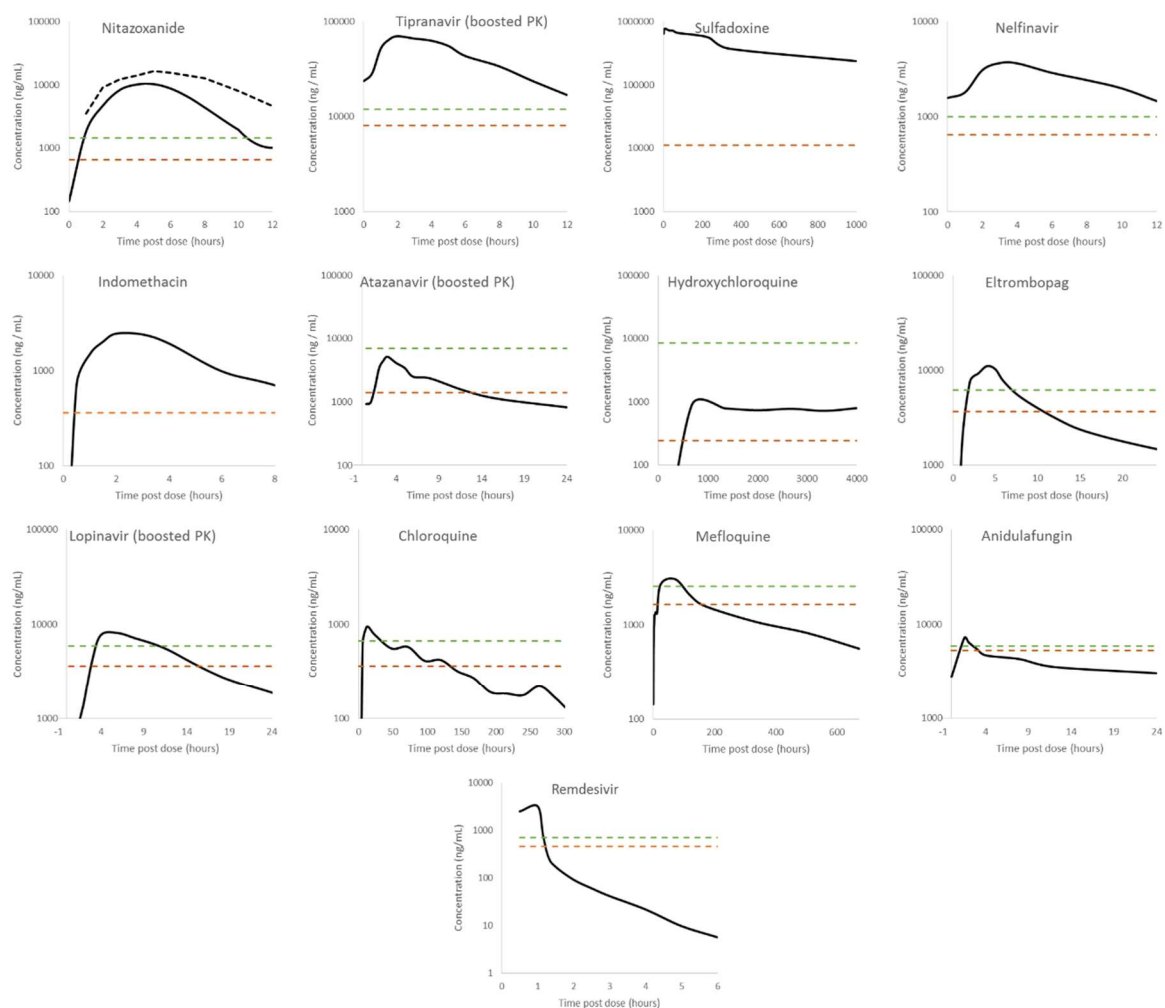 Nitazoxanide
Concentration (ng/mL)
100000
10000
1000
100
0 2 4 6 8 10 12
Time post dose (hours)
Tipranavir (boosted PK)
Concentration (ng / mL)
100000
10000
1000
0 2 4 6 8 10 12
Time post dose (hours)
Sulfadoxine
Concentration (ng / mL)
1000000
100000
10000
1000
0 200 400 600 800 1000
Time post dose (hours)
Nelfinavir
Concentration (ng/mL)
10000
1000
100
0 2 4 6 8 10 12
Time post dose (hours)
Indomethacin
Concentration (ng / mL)
10000
1000
100
0 2 4 6 8
Time post dose (hours)
Atazanavir (boosted PK)
Concentration (ng/mL)
100000
10000
1000
100
-1 4 9 14 19 24
Time post dose (hours)
Hydroxychloroquine
Concentration (ng / mL)
100000
10000
1000
100
0 1000 2000 3000 4000
Time post dose (hours)
Eltrombopag
Concentration (ng/mL)
100000
10000
1000
0 5 10 15 20
Time post dose (hours)
Lopinavir (boosted PK)
Concentration (ng/mL)
100000
10000
1000
-1 4 9 14 19 24
Time post dose (hours)
Chloroquine
Concentration (ng/mL)
10000
1000
100
0 50 100 150 200 250 300
Time post dose (hours)
Mefloquine
Concentration (ng/mL)
10000
1000
100
0 200 400 600
Time post dose (hours)
Anidulafungin
Concentration (ng/mL)
100000
10000
1000
-1 4 9 14 19 24
Time post dose (hours)
Remdesivir
Concentration (ng/mL)
10000
1000
100
10
1
0 1 2 3 4 5 6
Time post dose (hours)